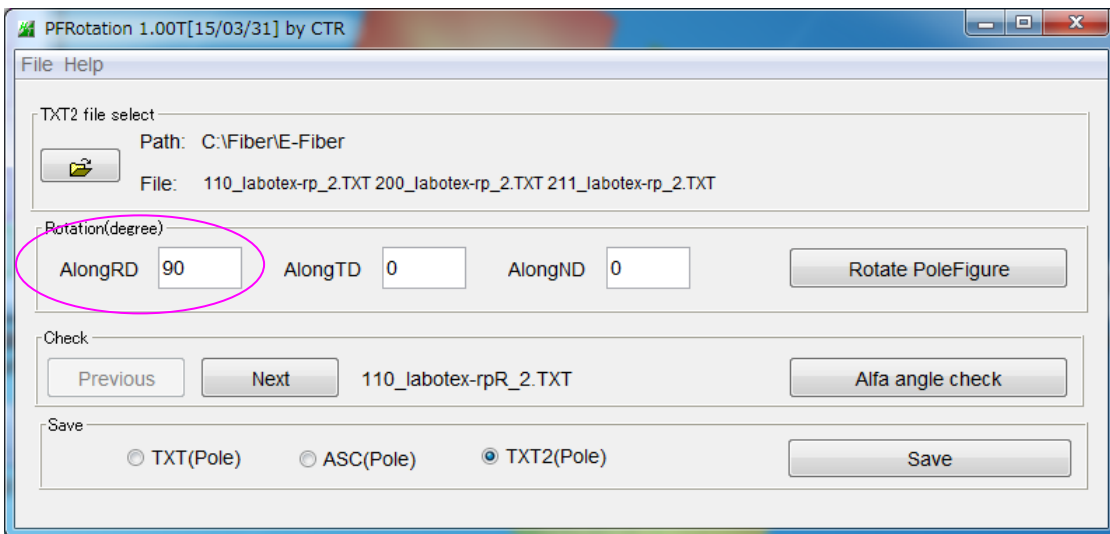 PFRotation 1.00T[15/03/31] by CTR
File Help
TXT2 file select
Path: C:\Fiber\E-Fiber
File: 110_labotex-rp_2.TXT 200_labotex-rp_2.TXT 211_labotex-rp_2.TXT
Rotation(degree)
AlongRD 90 AlongTD 0 AlongND 0 Rotate PoleFigure
Check
Previous Next 110_labotex-rpR_2.TXT Alfa angle check
Save
TXT(Pole) ASC(Pole) TXT2(Pole) Save